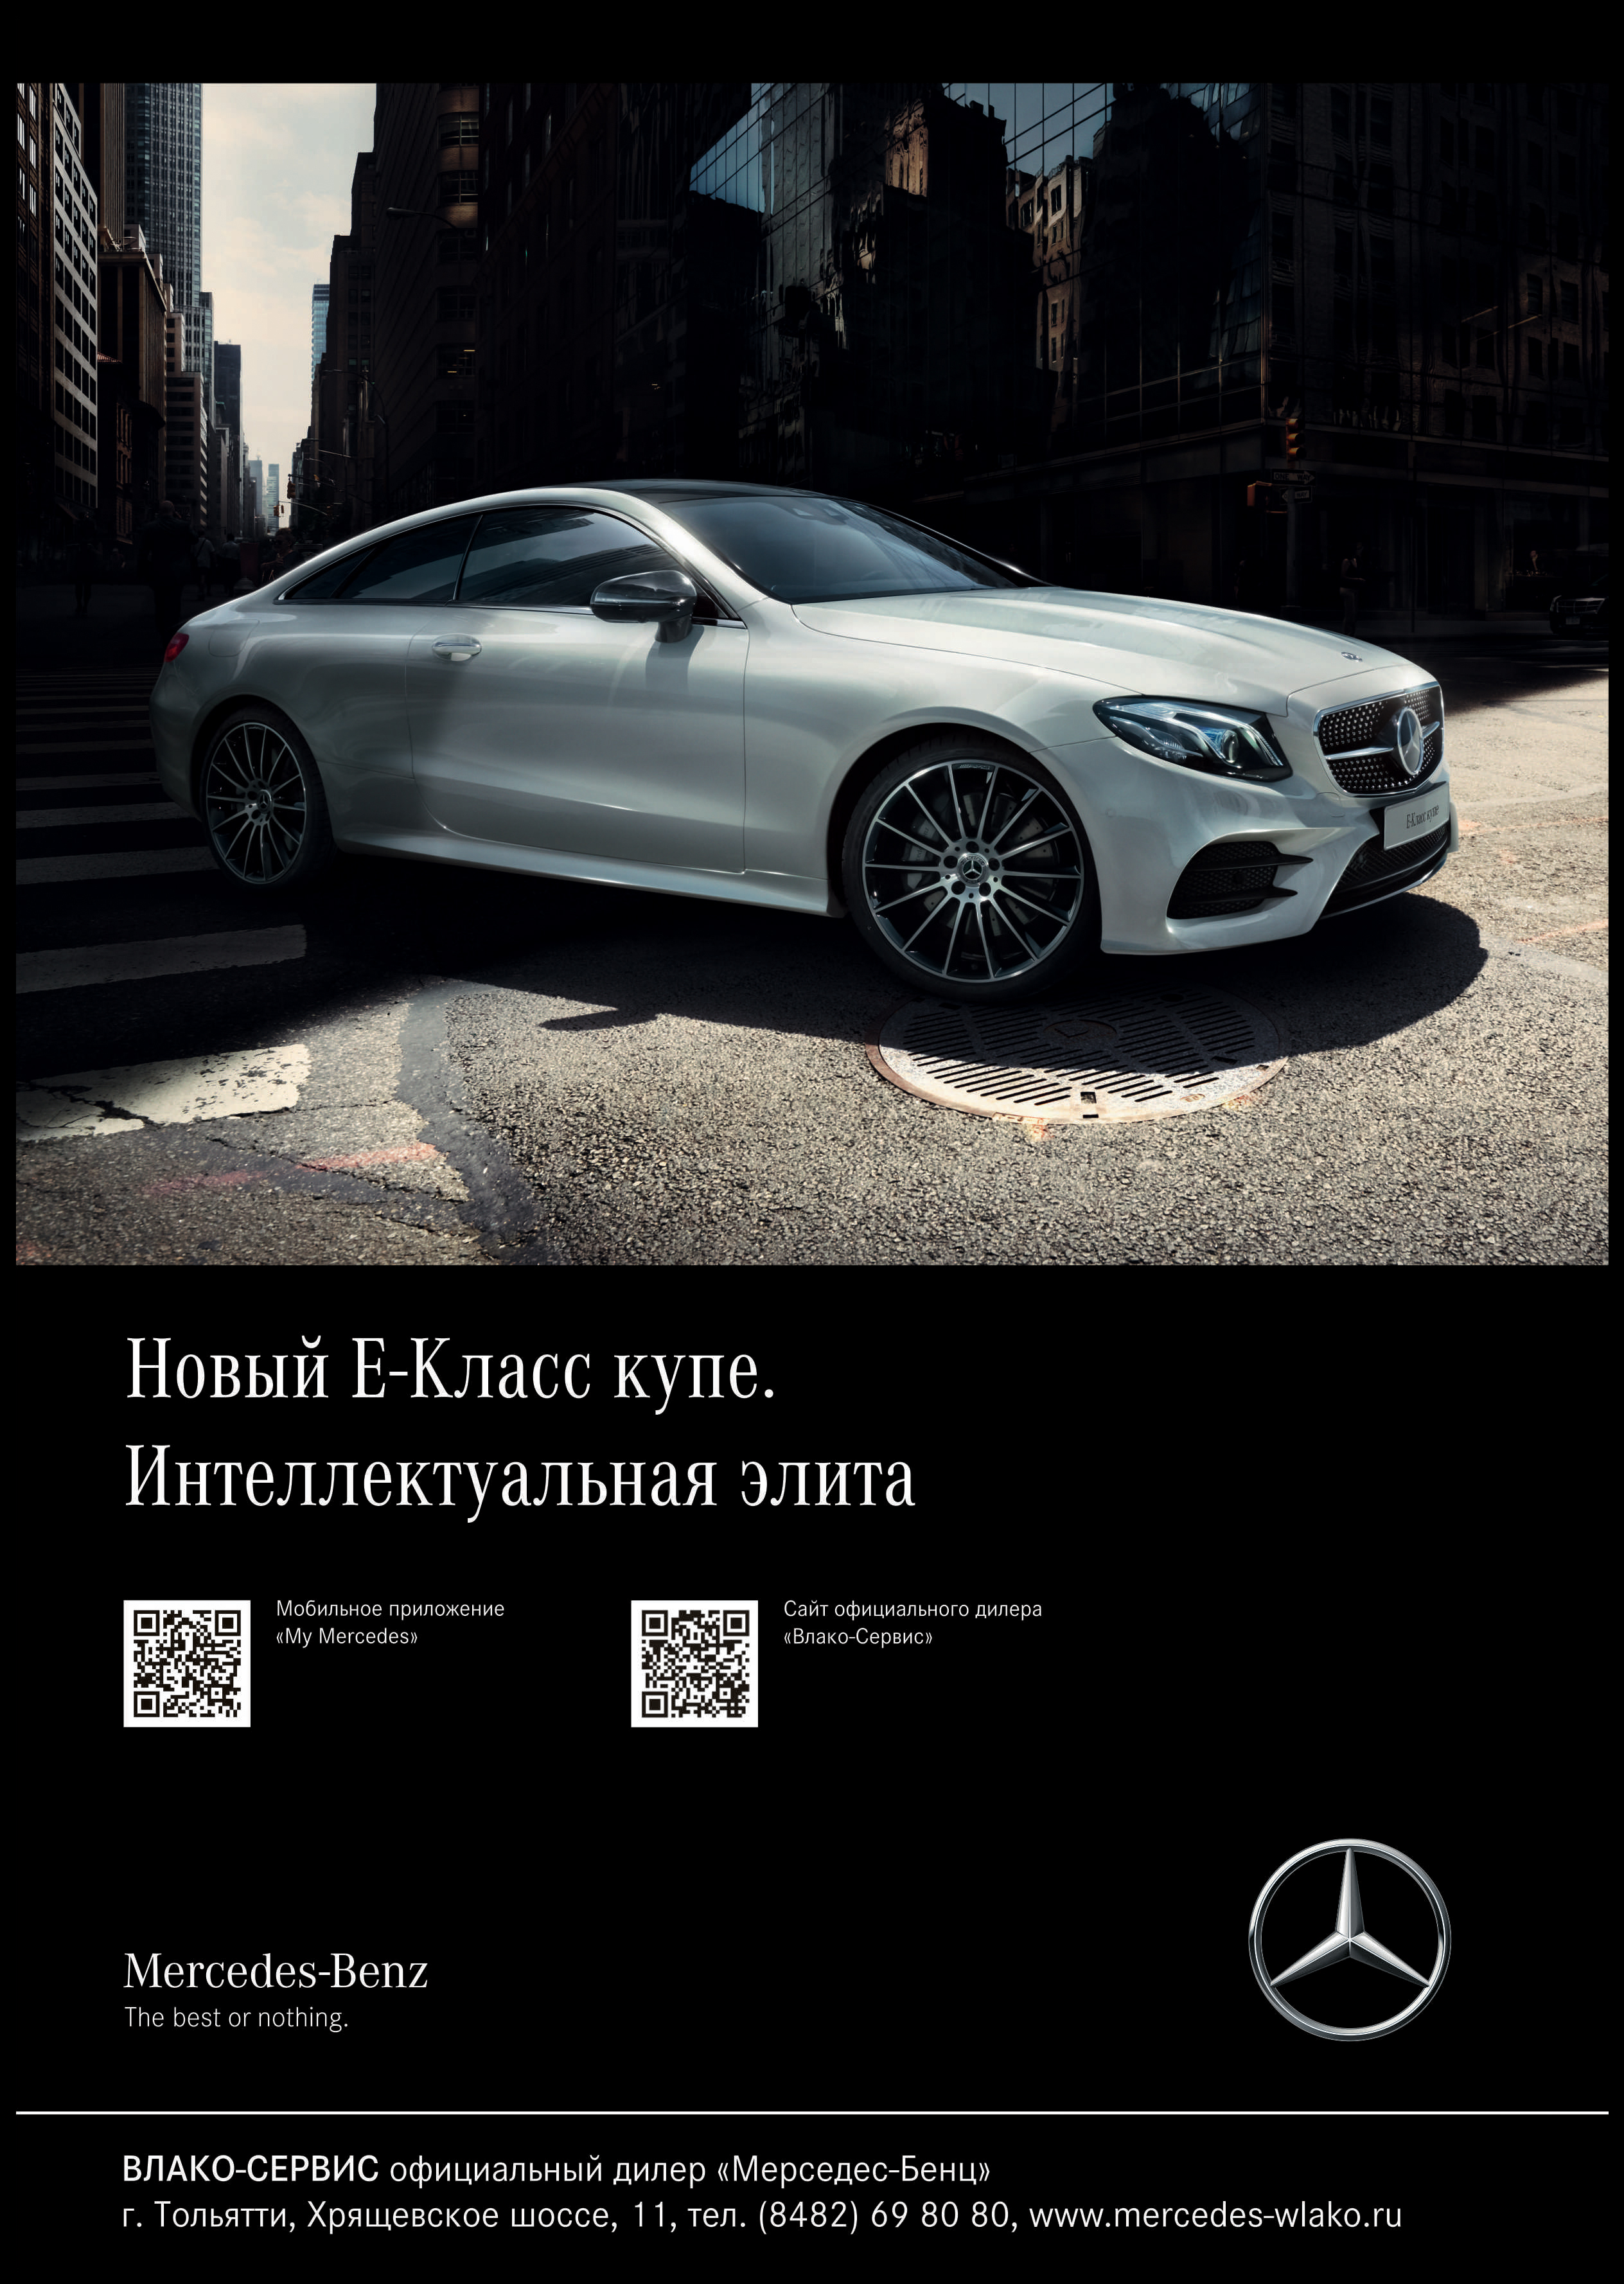 E-Класс купе
Новый E-Класс купе.
Интеллектуальная элита
Мобильное приложение
«My Mercedes»
Сайт официального дилера
«Влако-Сервис»
Mercedes-Benz
The best or nothing.
ВЛАКО-СЕРВИС официальный дилер «Мерседес-Бенц»
г. Тольятти, Хрящевское шоссе, 11, тел. (8482) 69 80 80, www.mercedes-wlako.ru